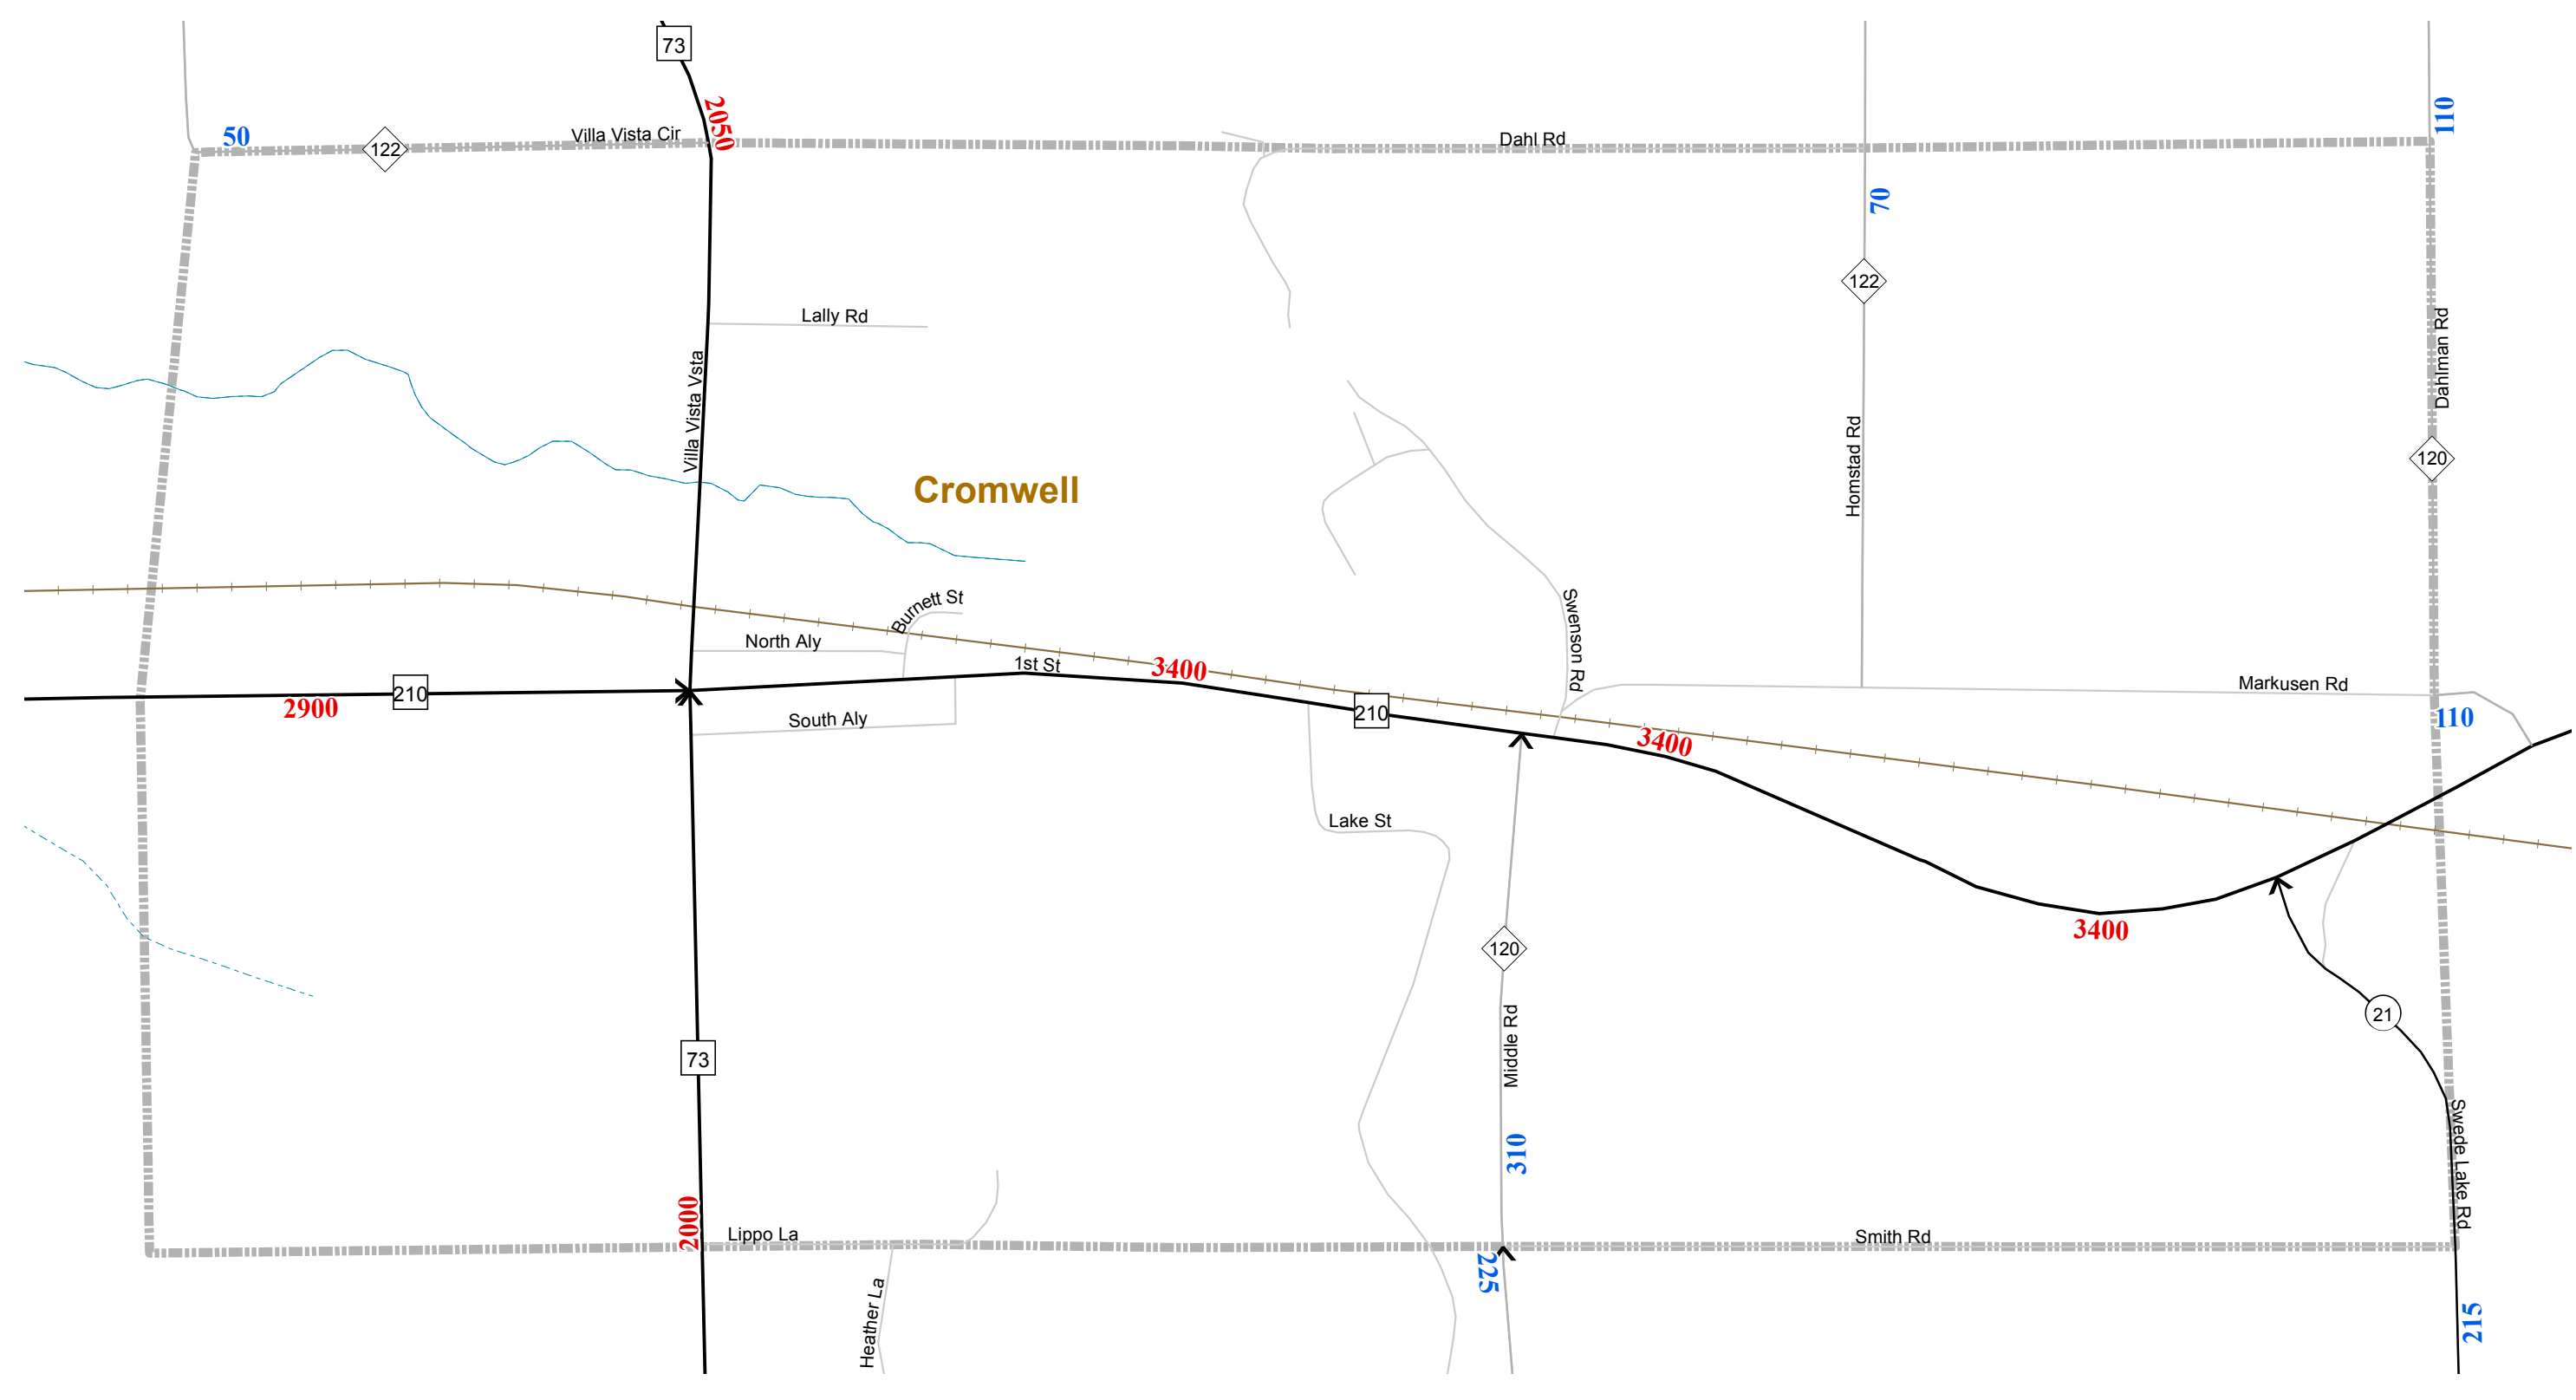 73
2050
50
122
Villa Vista Cir
Dahl Rd
110
70
122
Lally Rd
Dahlman Rd
Villa Vista Vsta
Homstad Rd
120
Cromwell
Burnett St
Swenson Rd
North Aly
1st St
3400
Markusen Rd
210
2900
South Aly
210
3400
110
Lake St
3400
120
21
Middle Rd
73
310
Swede Lake Rd
2000
Lippo La
Smith Rd
225
Heather La
215